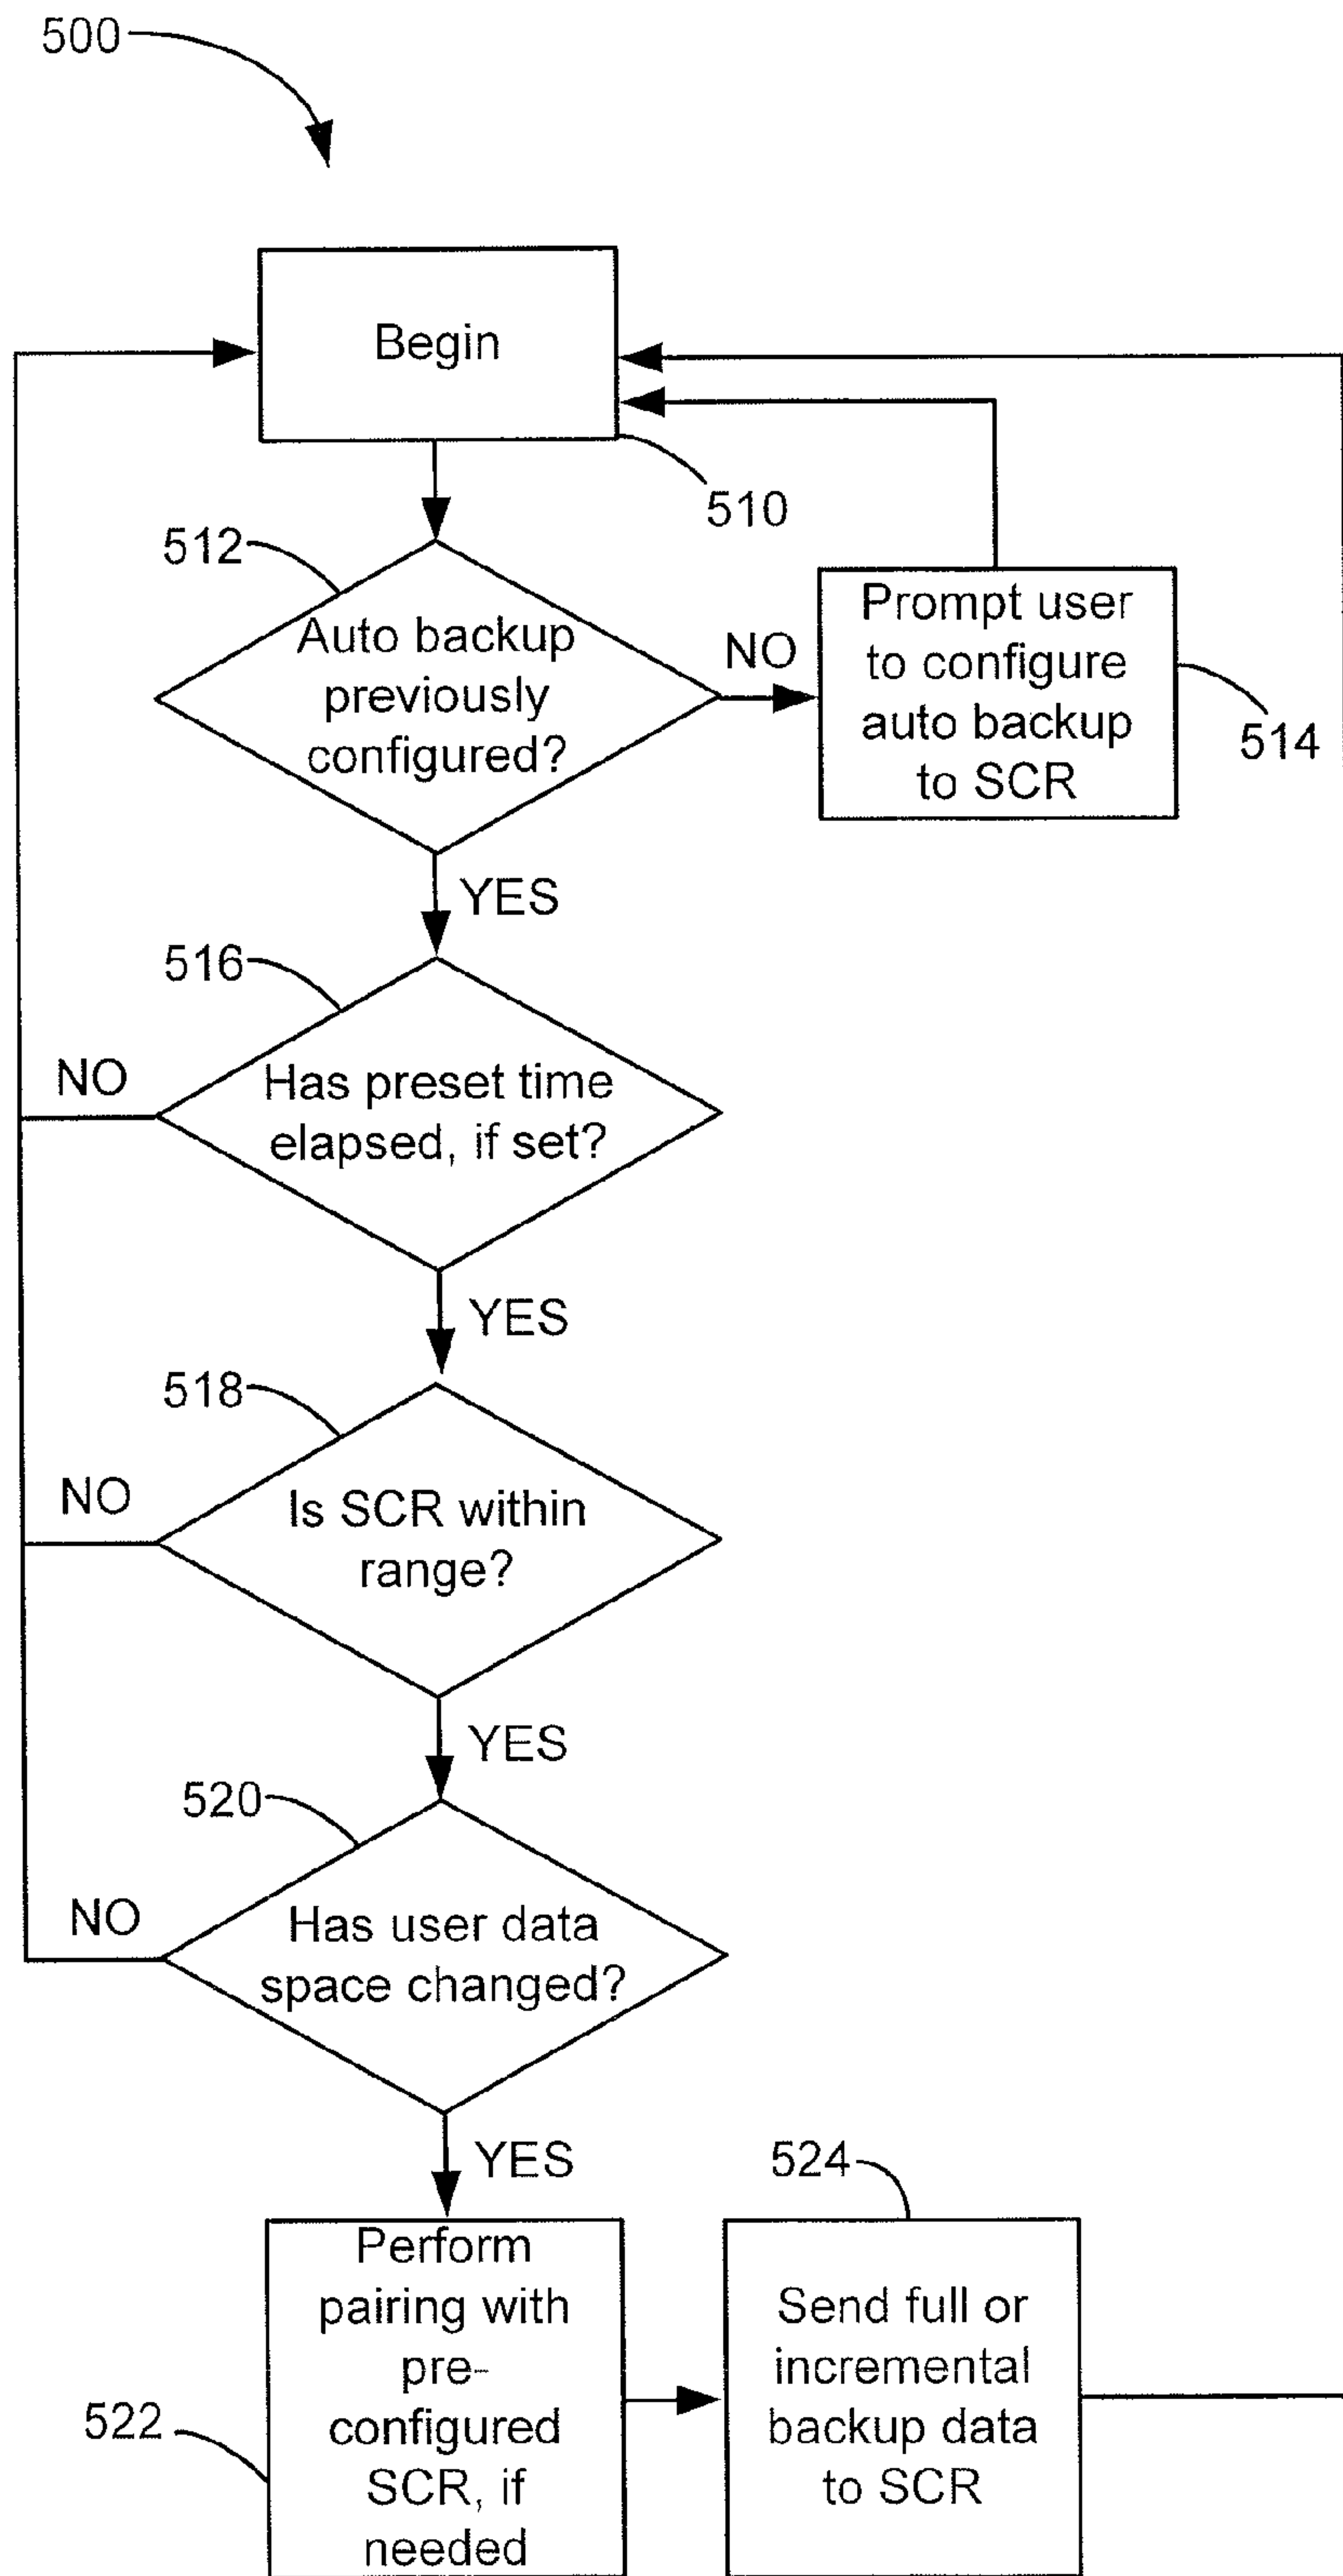 500
Begin
510
512
Auto backup
previously
configured?
NO
Prompt user
to configure
auto backup
to SCR
514
YES
516
Has preset time
elapsed, if set?
NO
YES
518
Is SCR within
range?
NO
YES
520
Has user data
space changed?
NO
YES
522
Perform
pairing with
pre-
configured
SCR, if
needed
524
Send full or
incremental
backup data
to SCR